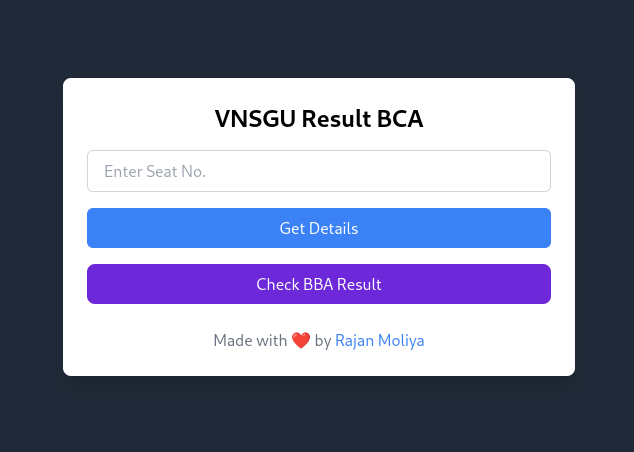 VNSGU Result BCA
Enter Seat No.
Get Details
Check BBA Result
Made with ❤️ by Rajan Moliya